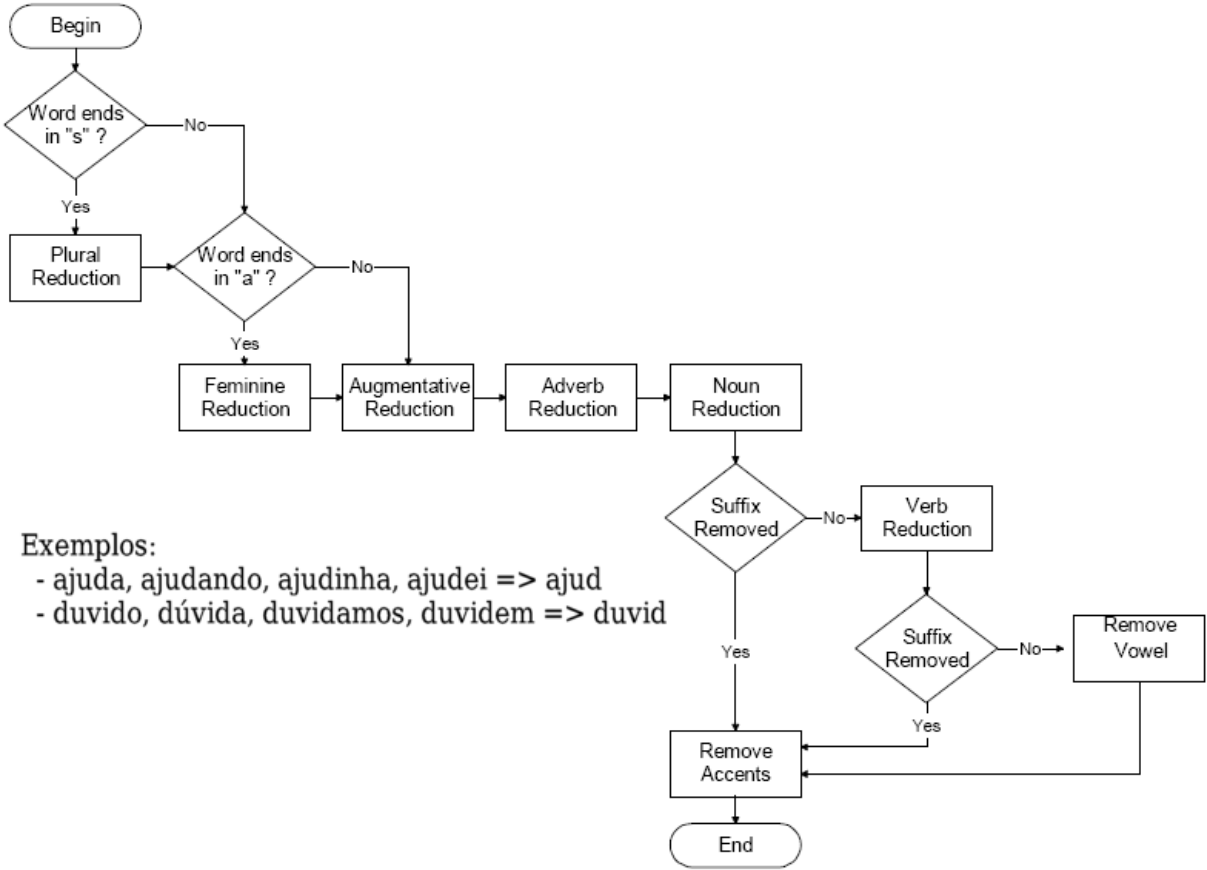 Begin
Word ends
in "s" ?
No
Yes
Plural
Reduction
Word ends
in "a" ?
No
Yes
Feminine
Reduction
Augmentative
Reduction
Adverb
Reduction
Noun
Reduction
Suffix
Removed
No
Verb
Reduction
Exemplos:
- ajuda, ajudando, ajudinha, ajudei => ajud
- duvido, dúvida, duvidamos, duvidem => duvid
Yes
Suffix
Removed
No
Remove
Vowel
Yes
Remove
Accents
End